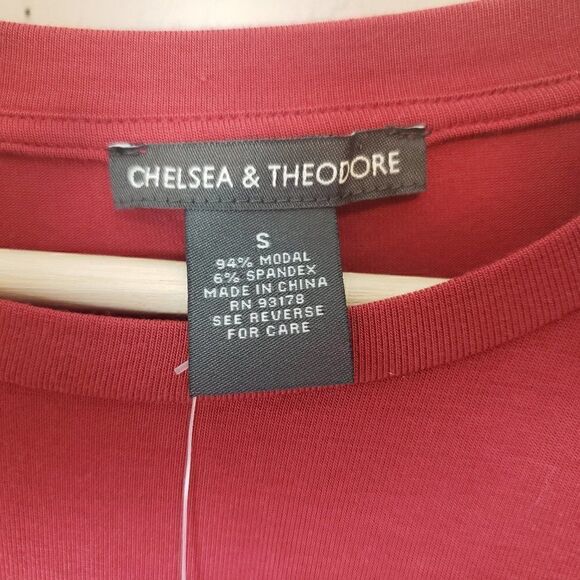 CHELSEA & THEODORE
S
94% MODAL
6% SPANDEX
MADE IN CHINA
RN 93178
SEE REVERSE
FOR CARE